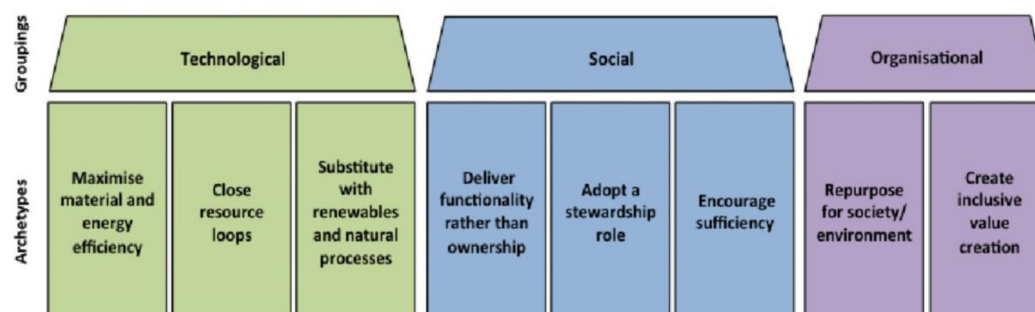 Groupings
Technological
Social
Organisational
Archetypes
Maximise
material and
energy
efficiency
Close
resource
loops
Substitute
with
renewables
and natural
processes
Deliver
functionality
rather than
ownership
Adopt a
stewardship
role
Encourage
sufficiency
Repurpose
for society/
environment
Create
inclusive
value
creation